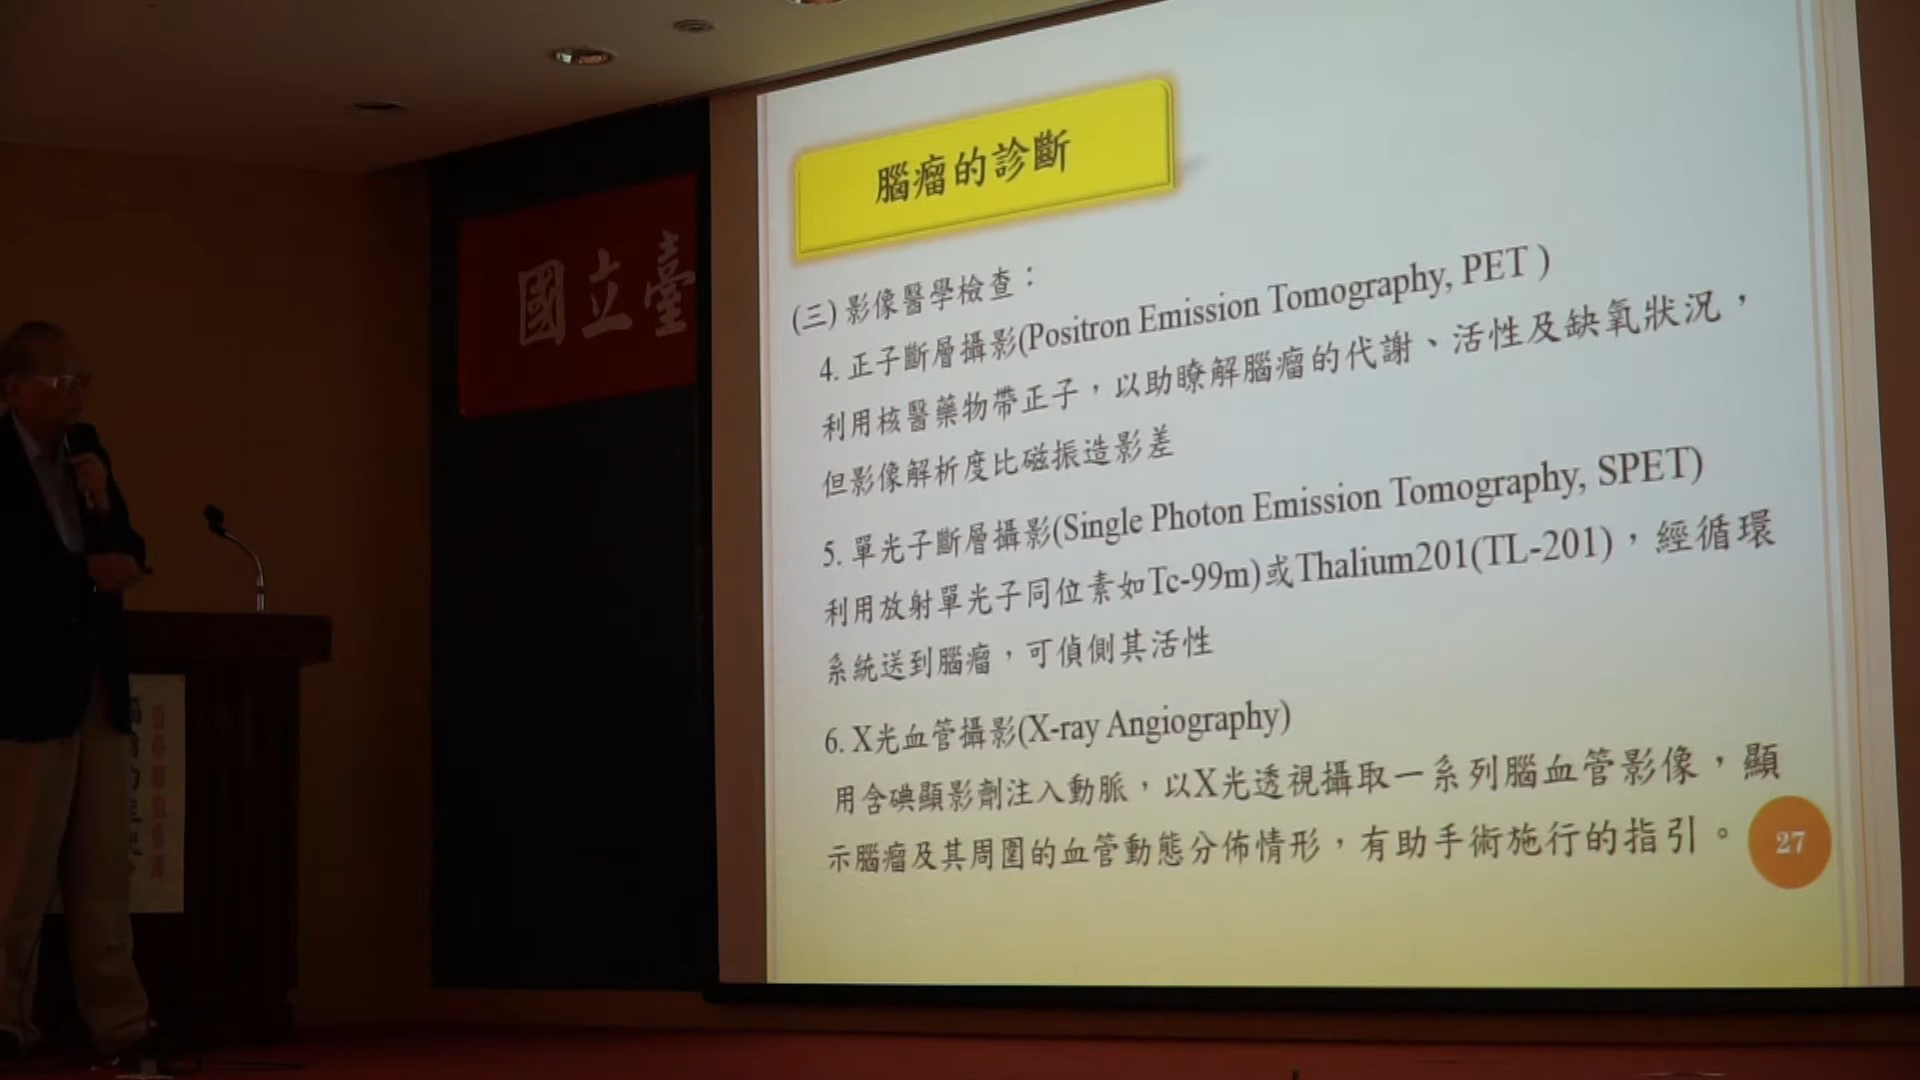 國立臺
腦瘤的診斷
(三) 影像醫學檢查：
4. 正子斷層攝影(Positron Emission Tomography, PET )
利用核醫藥物帶正子，以助瞭解腦瘤的代謝、活性及缺氧狀況，
但影像解析度比磁振造影差
5. 單光子斷層攝影(Single Photon Emission Tomography, SPET)
利用放射單光子同位素如Tc-99m)或Thalium201(TL-201)，經循環
系統送到腦瘤，可偵側其活性
6. X光血管攝影(X-ray Angiography)
用含碘顯影劑注入動脈，以X光透視攝取一系列腦血管影像，顯
示腦瘤及其周圍的血管動態分佈情形，有助手術施行的指引。
27